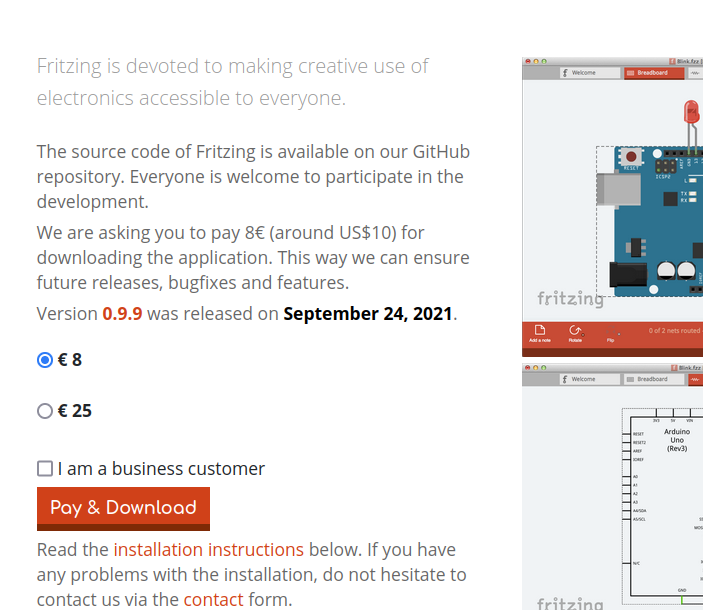 Fritzing is devoted to making creative use of
electronics accessible to everyone.
The source code of Fritzing is available on our GitHub
repository. Everyone is welcome to participate in the
development.
We are asking you to pay 8€ (around US$10) for
downloading the application. This way we can ensure
future releases, bugfixes and features.
Version 0.9.9 was released on September 24, 2021.
€ 8
€ 25
I am a business customer
Pay & Download
Read the installation instructions below. If you have
any problems with the installation, do not hesitate to
contact us via the contact form.
Blink.fzz
Welcome
Breadboard
RESET
ICSP2
L
TX
RX
fritzing
0 of 2 nets routed
Add a note
Rotate
Flip
Blink.fzz
Welcome
Breadboard
3V3
5V
VIN
Arduino
Uno
(Rev3)
RESET
RESET2
AREF
IOREF
A0
A1
A2
A3
A4/SDA
A5/SCL
N/C
GND
fritzing